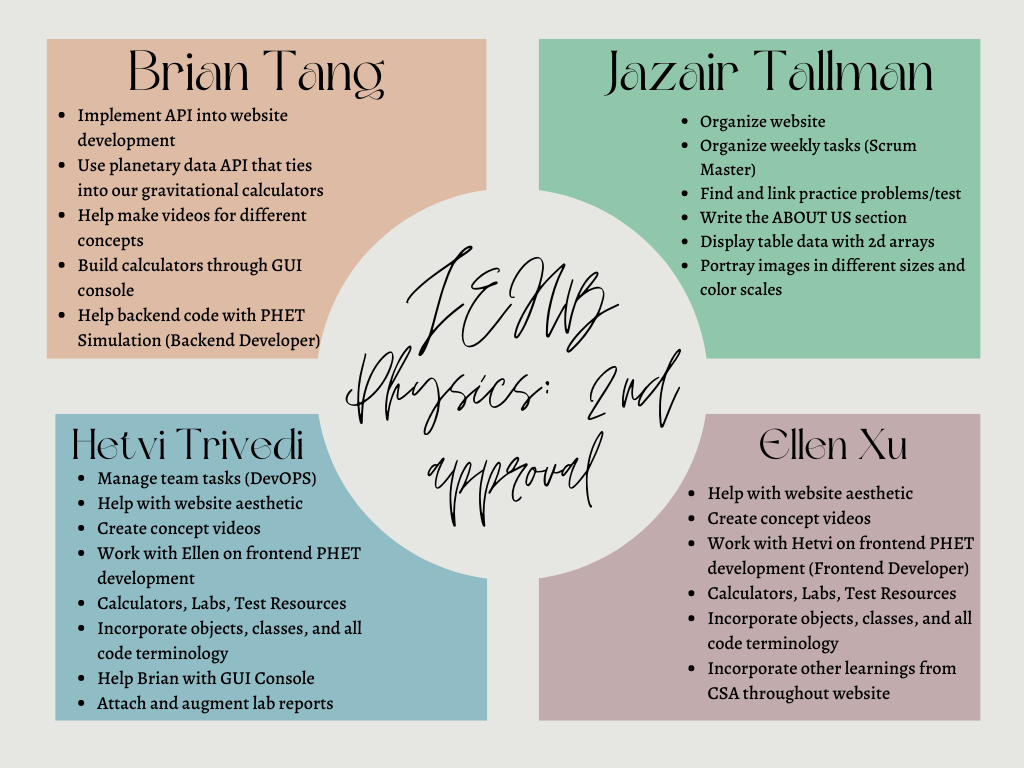 Brian Tang
• Implement API into website
development
• Use planetary data API that ties
into our gravitational calculators
• Help make videos for different
concepts
• Build calculators through GUI
console
• Help backend code with PHET
Simulation (Backend Developer)
Jazair Tallman
• Organize website
• Organize weekly tasks (Scrum
Master)
• Find and link practice problems/test
• Write the ABOUT US section
• Display table data with 2d arrays
• Portray images in different sizes and
color scales
Physics: 2nd
approval
Hetvi Trivedi
• Manage team tasks (DevOPS)
• Help with website aesthetic
• Create concept videos
• Work with Ellen on frontend PHET
development
• Calculators, Labs, Test Resources
• Incorporate objects, classes, and all
code terminology
• Help Brian with GUI Console
• Attach and augment lab reports
Ellen Xu
• Help with website aesthetic
• Create concept videos
• Work with Hetvi on frontend PHET
development (Frontend Developer)
• Calculators, Labs, Test Resources
• Incorporate objects, classes, and all
code terminology
• Incorporate other learnings from
CSA throughout website